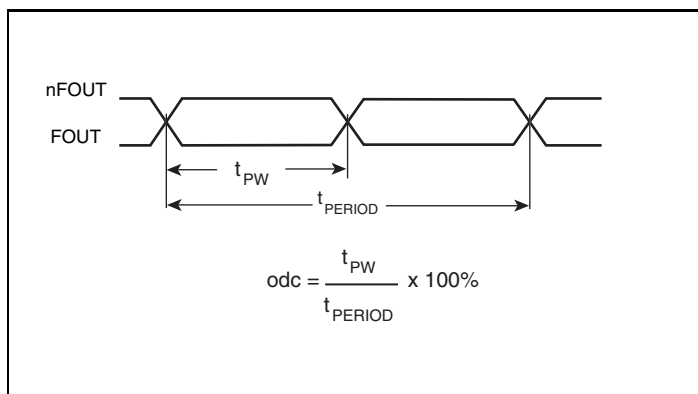 nFOUT
FOUT
tPW
tPERIOD
odc = tPW / tPERIOD x 100%